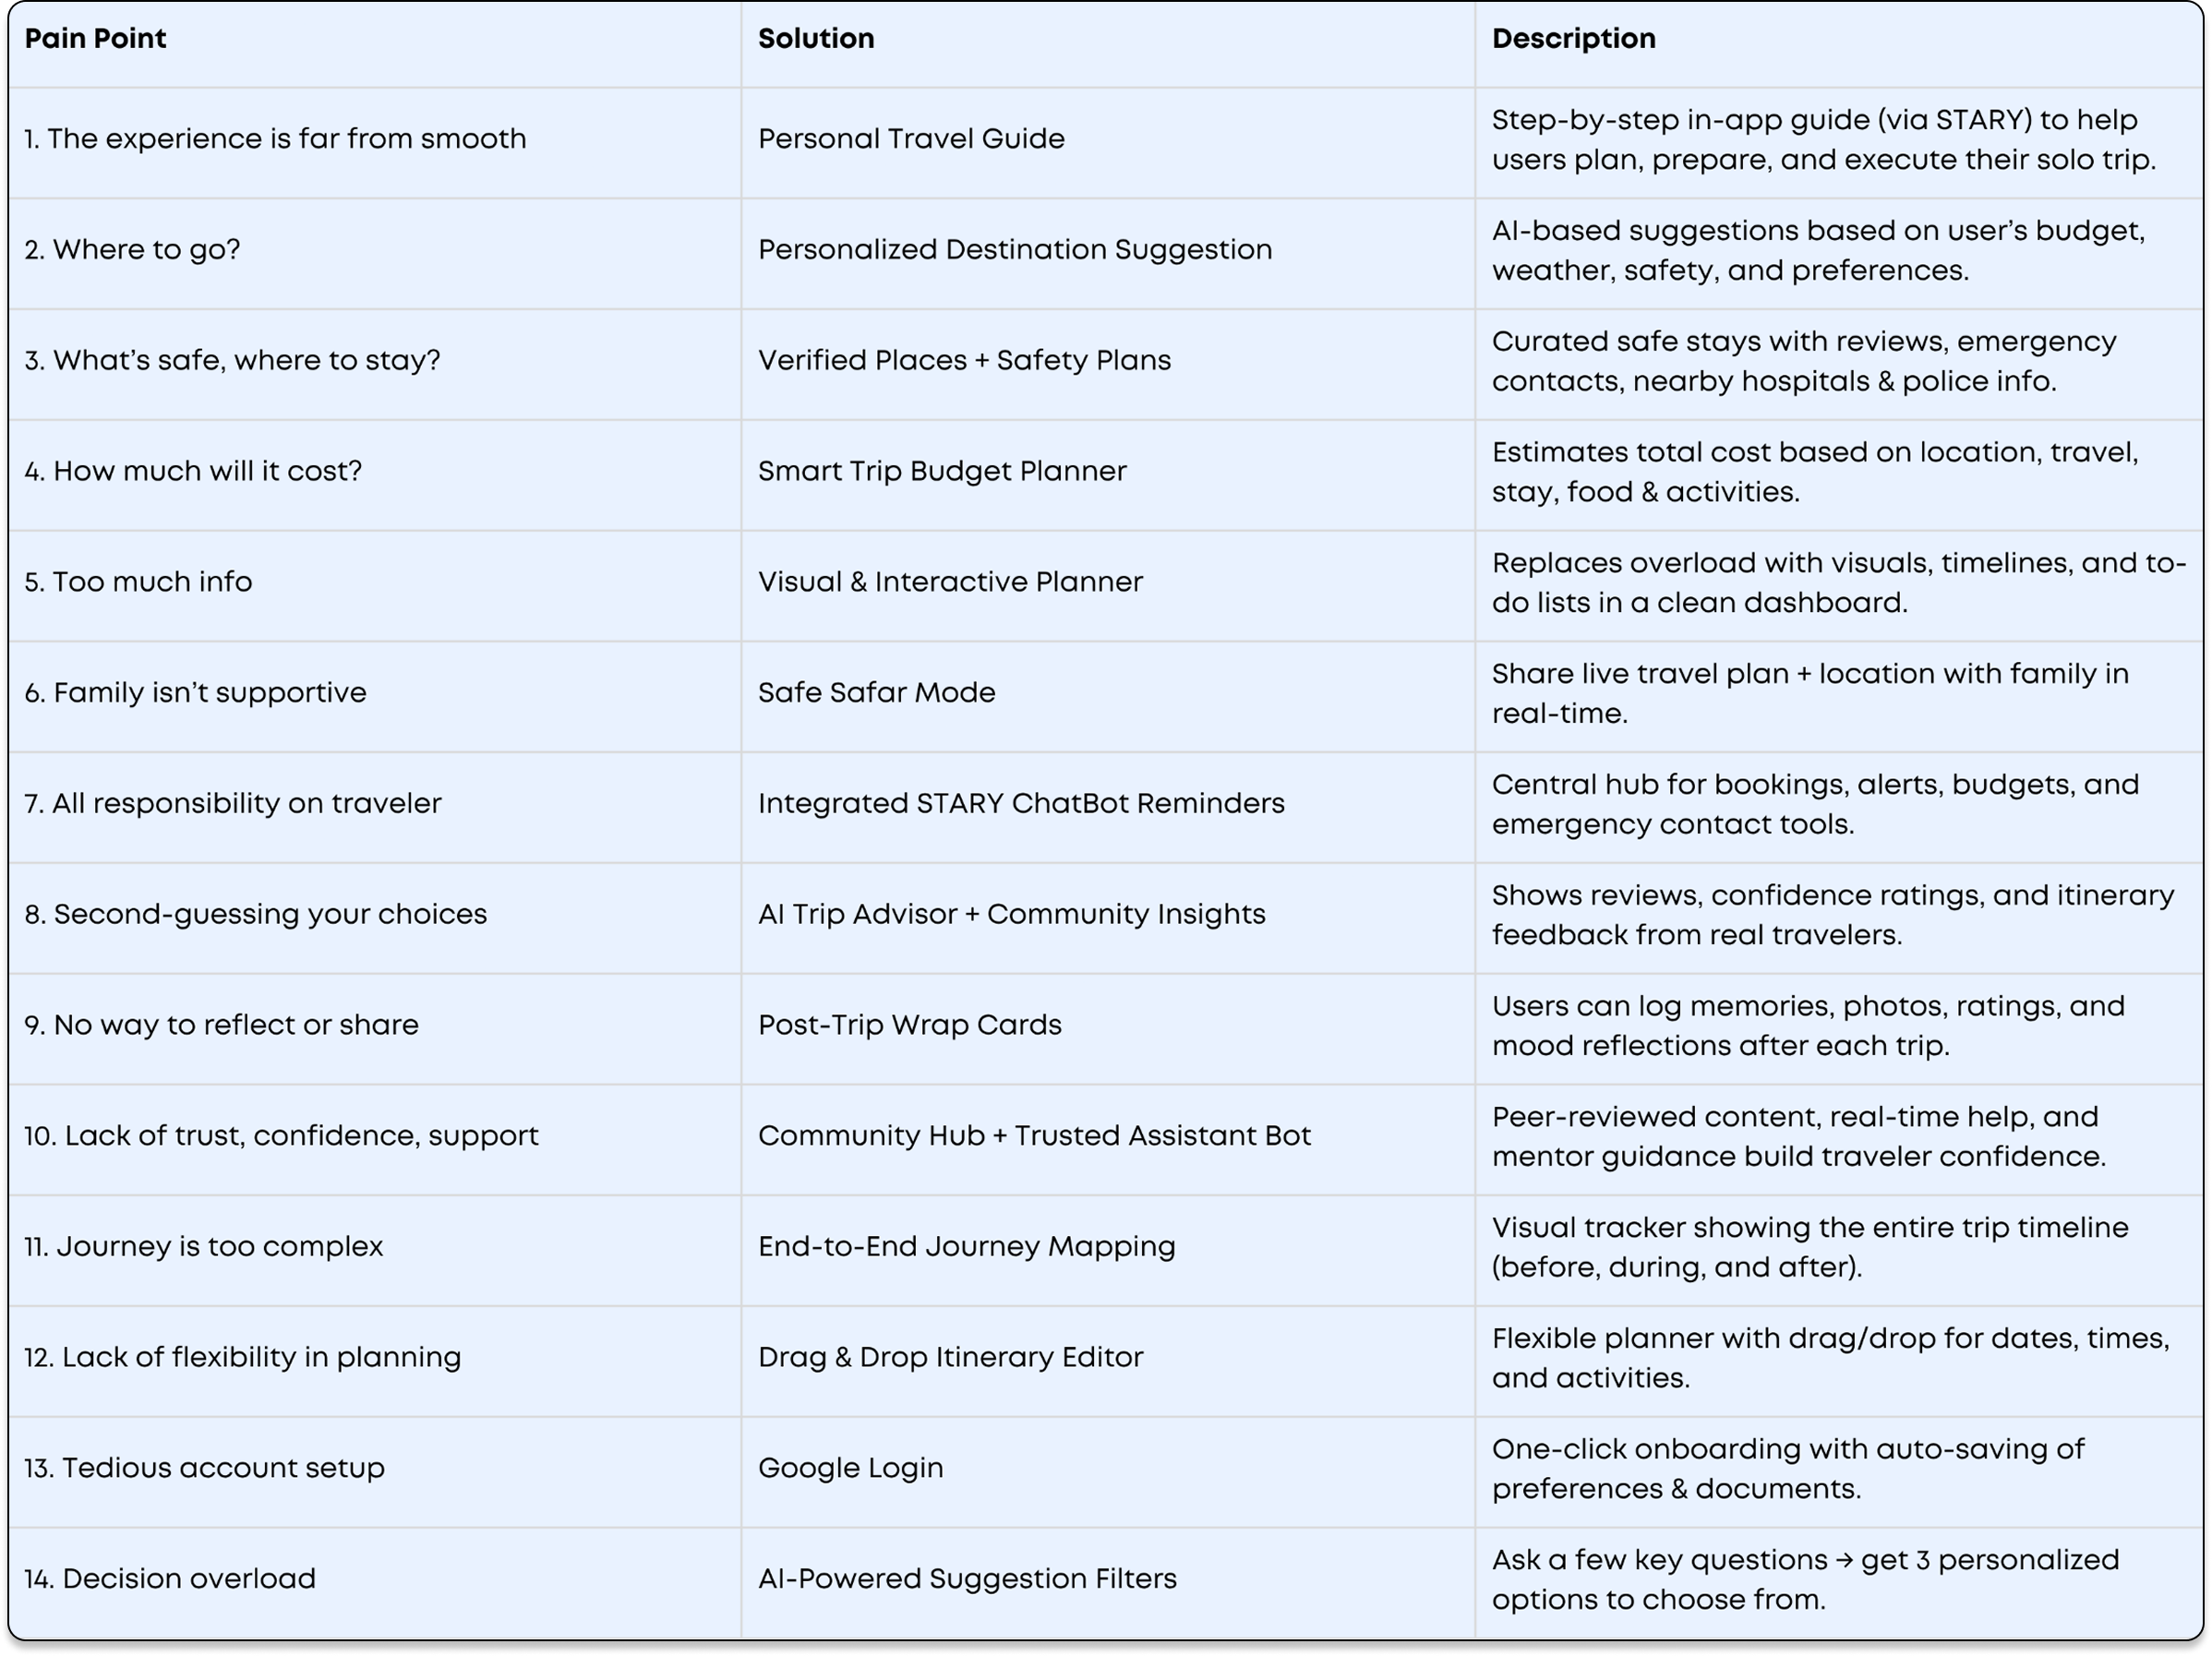 Pain Point
Solution
Description
1. The experience is far from smooth
Personal Travel Guide
Step-by-step in-app guide (via STARY) to help
users plan, prepare, and execute their solo trip.
2. Where to go?
Personalized Destination Suggestion
AI-based suggestions based on user’s budget,
weather, safety, and preferences.
3. What’s safe, where to stay?
Verified Places + Safety Plans
Curated safe stays with reviews, emergency
contacts, nearby hospitals & police info.
4. How much will it cost?
Smart Trip Budget Planner
Estimates total cost based on location, travel,
stay, food & activities.
5. Too much info
Visual & Interactive Planner
Replaces overload with visuals, timelines, and to-
do lists in a clean dashboard.
6. Family isn’t supportive
Safe Safar Mode
Share live travel plan + location with family in
real-time.
7. All responsibility on traveler
Integrated STARY ChatBot Reminders
Central hub for bookings, alerts, budgets, and
emergency contact tools.
8. Second-guessing your choices
AI Trip Advisor + Community Insights
Shows reviews, confidence ratings, and itinerary
feedback from real travelers.
9. No way to reflect or share
Post-Trip Wrap Cards
Users can log memories, photos, ratings, and
mood reflections after each trip.
10. Lack of trust, confidence, support
Community Hub + Trusted Assistant Bot
Peer-reviewed content, real-time help, and
mentor guidance build traveler confidence.
11. Journey is too complex
End-to-End Journey Mapping
Visual tracker showing the entire trip timeline
(before, during, and after).
12. Lack of flexibility in planning
Drag & Drop Itinerary Editor
Flexible planner with drag/drop for dates, times,
and activities.
13. Tedious account setup
Google Login
One-click onboarding with auto-saving of
preferences & documents.
14. Decision overload
AI-Powered Suggestion Filters
Ask a few key questions → get 3 personalized
options to choose from.